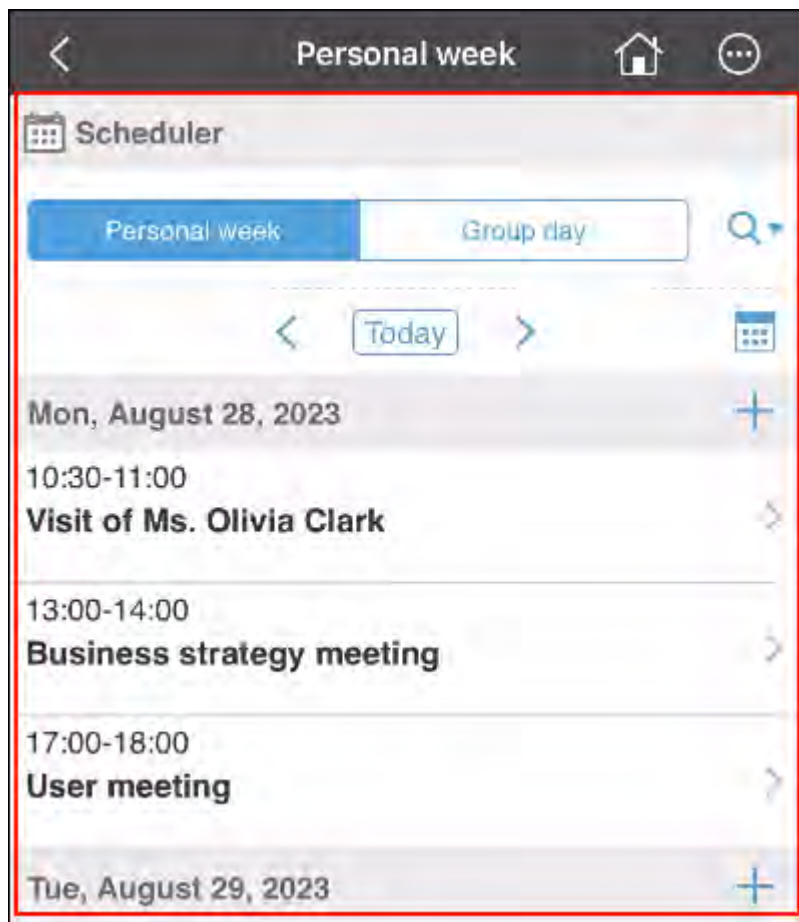 Personal week
Scheduler
Personal week Group day
Today
Mon, August 28, 2023
10:30-11:00
Visit of Ms. Olivia Clark
13:00-14:00
Business strategy meeting
17:00-18:00
User meeting
Tue, August 29, 2023